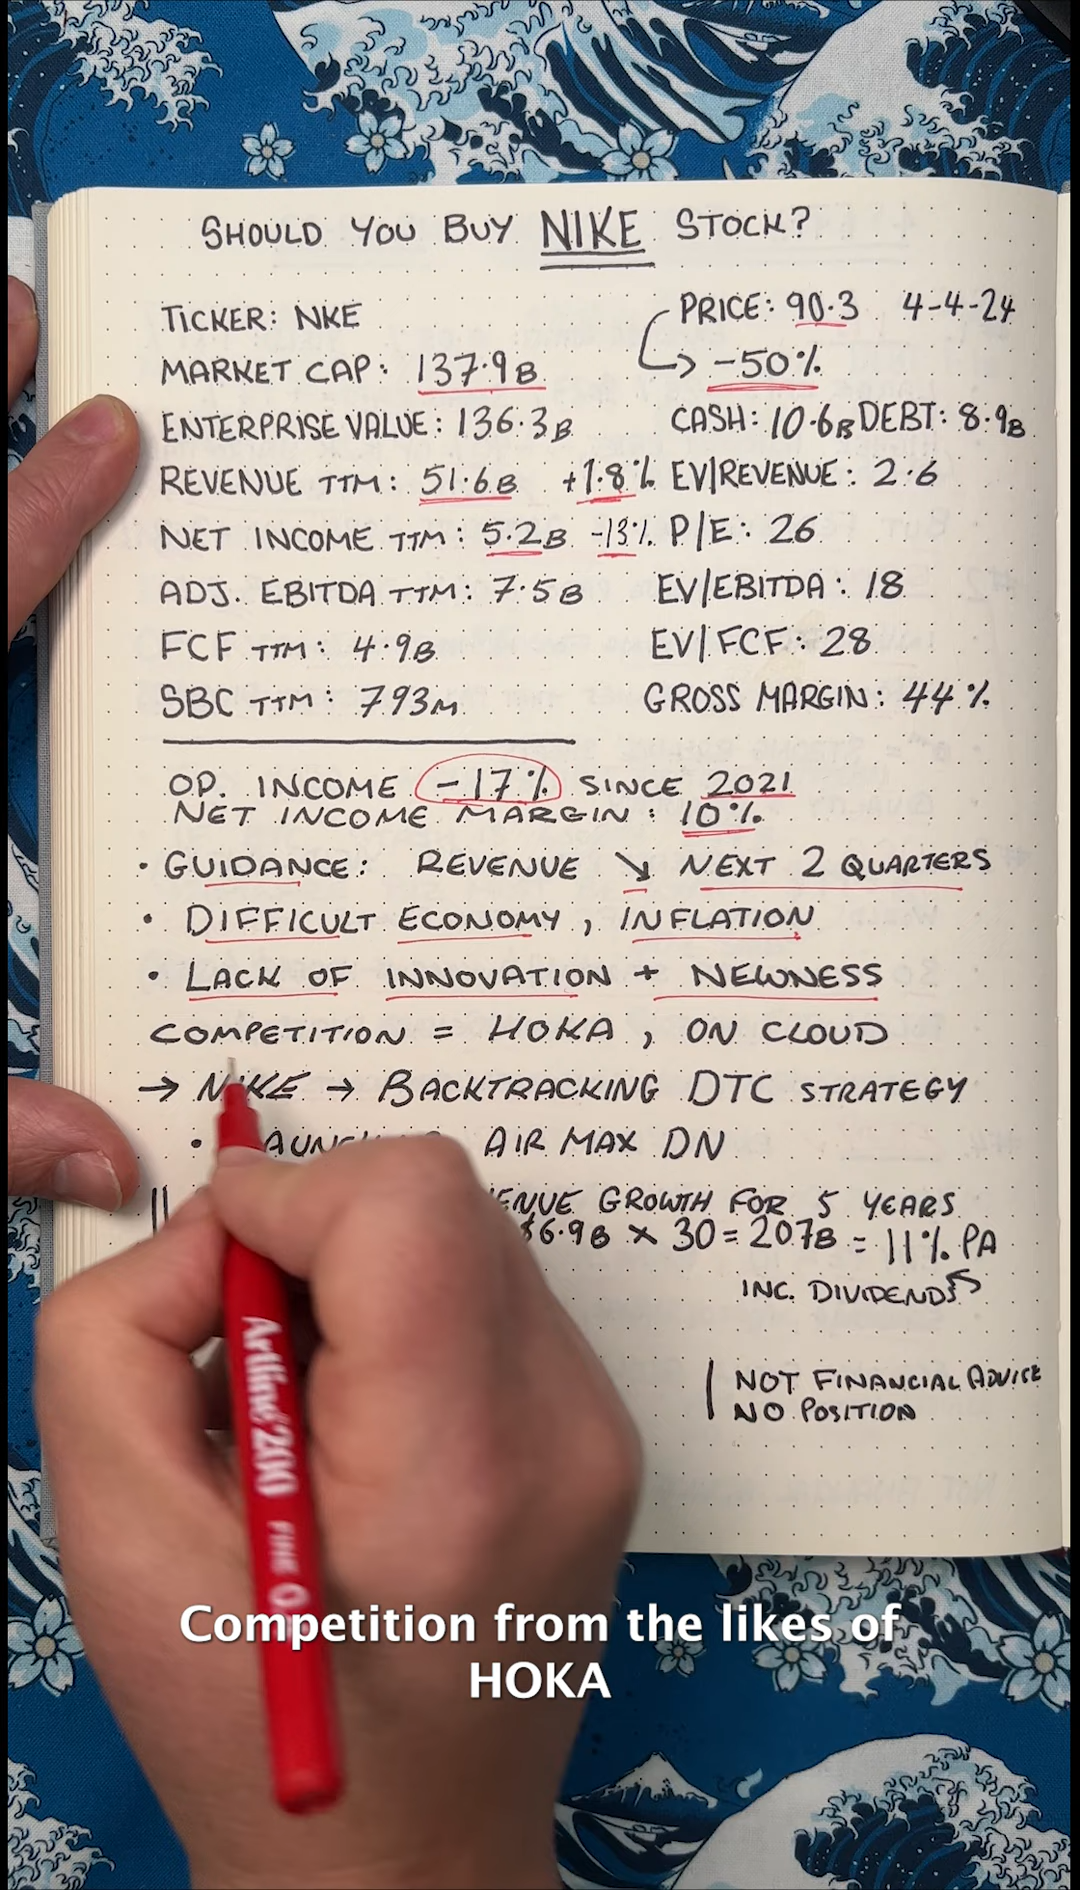 SHOULD YOU BUY NIKE STOCK?
TICKER: NKE PRICE: 90.3 4-4-24
MARKET CAP: 137.9B → -50%
ENTERPRISE VALUE: 136.3B CASH: 10.6B DEBT: 8.9B
REVENUE TTM: 51.6B +1.8% EV/REVENUE: 2.6
NET INCOME TTM: 5.2B -13% P/E: 26
ADJ. EBITDA TTM: 7.5B EV/EBITDA: 18
FCF TTM: 4.9B EV/FCF: 28
SBC TTM: 793M GROSS MARGIN: 44%
OP. INCOME -17% SINCE 2021
NET INCOME MARGIN: 10%
• GUIDANCE: REVENUE ↘ NEXT 2 QUARTERS
• DIFFICULT ECONOMY, INFLATION
• LACK OF INNOVATION + NEWNESS
COMPETITION = HOKA, ON CLOUD
→ NIKE → BACKTRACKING DTC STRATEGY
• AIR MAX DN
GROWTH FOR 5 YEARS
$6.9B × 30 = 207B = 11% PA
INC. DIVIDENDS
NOT FINANCIAL ADVICE
NO POSITION
Artline 200 FINE
Competition from the likes of
HOKA